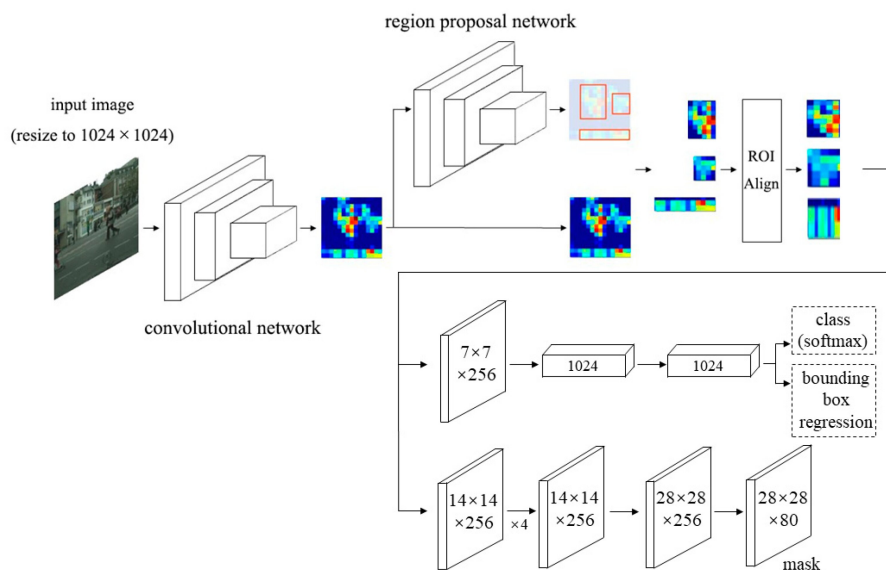 region proposal network
input image
(resize to 1024 × 1024)
ROI
Align
convolutional network
7×7
×256
1024
1024
class
(softmax)
bounding
box
regression
14×14
×256
×4
14×14
×256
28×28
×256
28×28
×80
mask